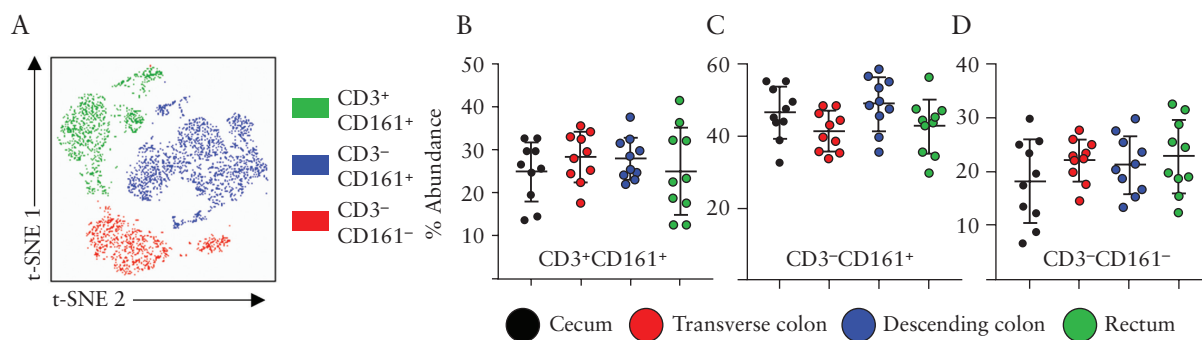 A
t-SNE 1
t-SNE 2
CD3⁺
CD161⁺
CD3⁻
CD161⁺
CD3⁻
CD161⁻
B
% Abundance
50
40
30
20
10
CD3⁺CD161⁺
C
60
40
20
CD3⁻CD161⁺
D
40
30
20
10
CD3⁻CD161⁻
Cecum
Transverse colon
Descending colon
Rectum